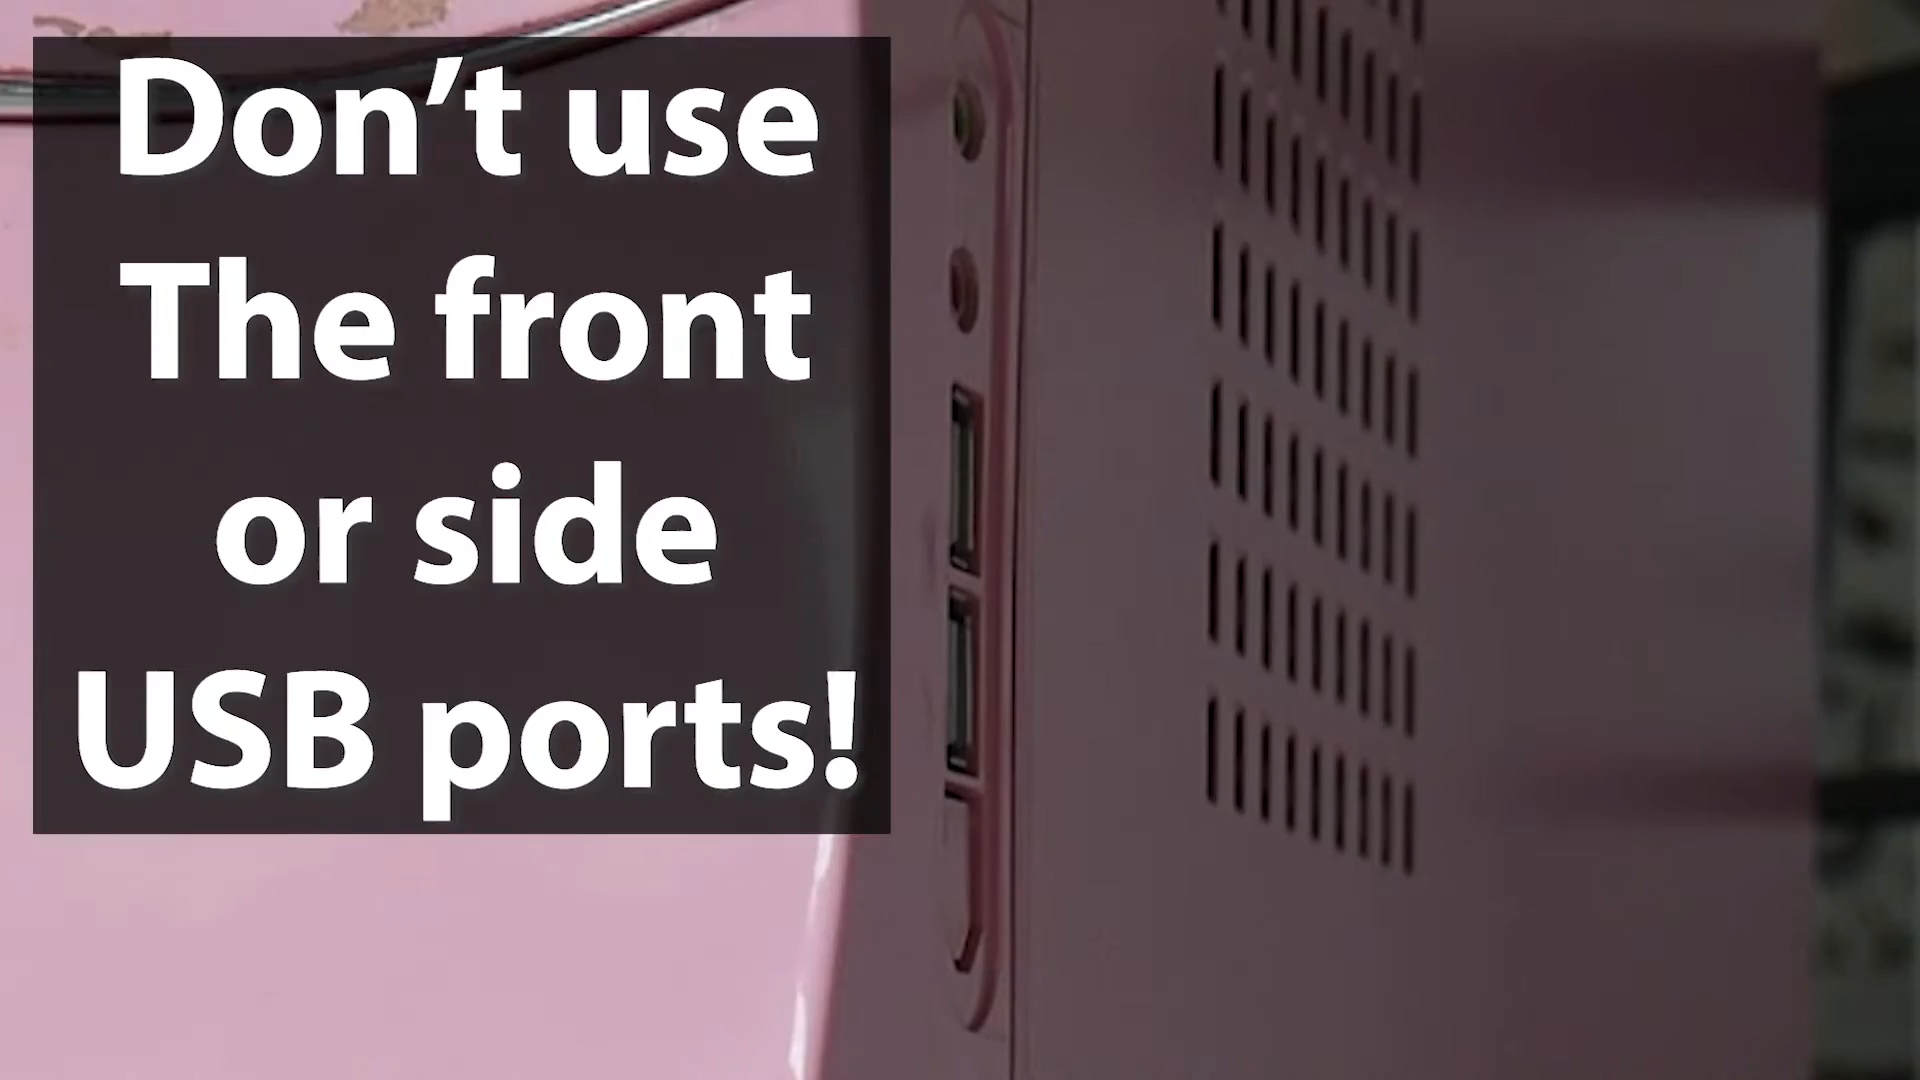 Don’t use
The front
or side
USB ports!